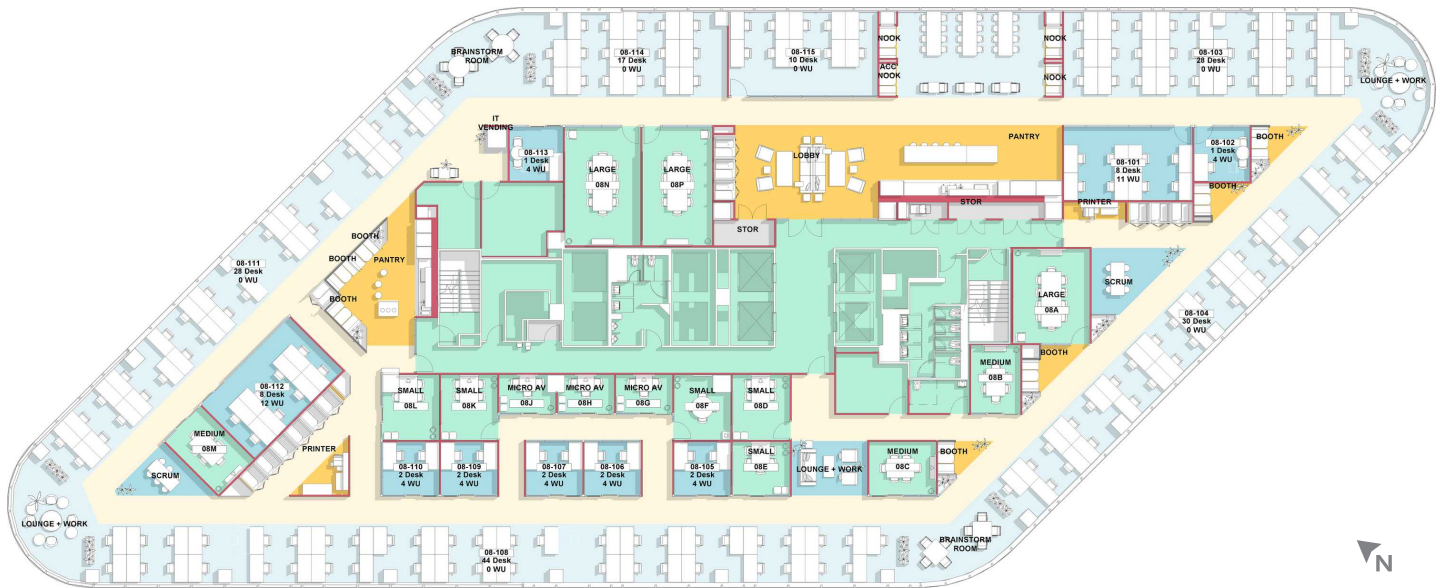 08-114
17 Desk
0 WU
BRAINSTORM
ROOM
08-115
10 Desk
0 WU
NOOK
ACC
NOOK
NOOK
NOOK
08-103
28 Desk
0 WU
LOUNGE + WORK
IT
VENDING
08-113
1 Desk
4 WU
LARGE
08N
LARGE
08P
LOBBY
PANTRY
08-101
8 Desk
11 WU
08-102
1 Desk
4 WU
BOOTH
BOOTH
STOR
PRINTER
STOR
BOOTH
BOOTH
PANTRY
BOOTH
08-111
28 Desk
0 WU
SCRUM
LARGE
08A
08-104
30 Desk
0 WU
BOOTH
MEDIUM
08B
08-112
8 Desk
12 WU
SMALL
08L
SMALL
08K
MICRO AV
08J
MICRO AV
08H
MICRO AV
08G
SMALL
08F
SMALL
08D
MEDIUM
08M
SCRUM
PRINTER
08-110
2 Desk
4 WU
08-109
2 Desk
4 WU
08-107
2 Desk
4 WU
08-106
2 Desk
4 WU
08-105
2 Desk
4 WU
SMALL
08E
LOUNGE + WORK
MEDIUM
08C
BOOTH
LOUNGE + WORK
08-108
44 Desk
0 WU
BRAINSTORM
ROOM
N